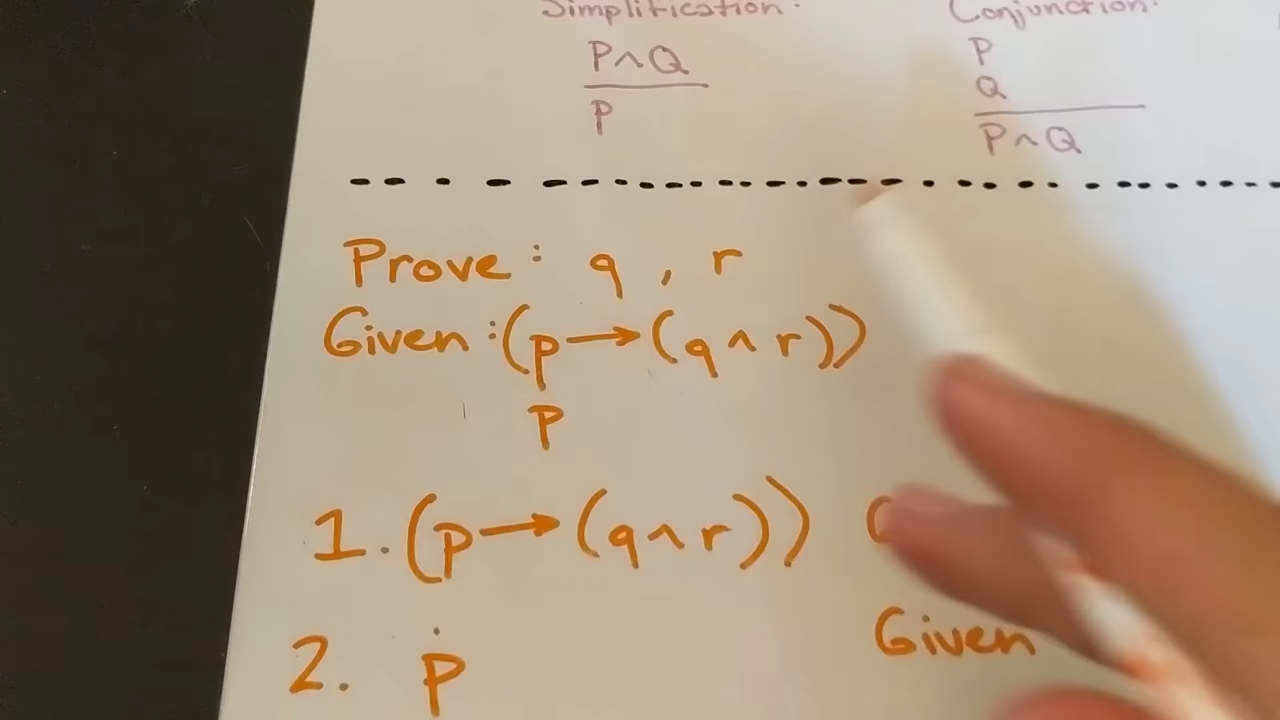 Simplification: Conjunction:
P∧Q P
P Q
P∧Q
Prove: q, r
Given: (p→(q∧r))
P
1. (p→(q∧r))
2. p Given